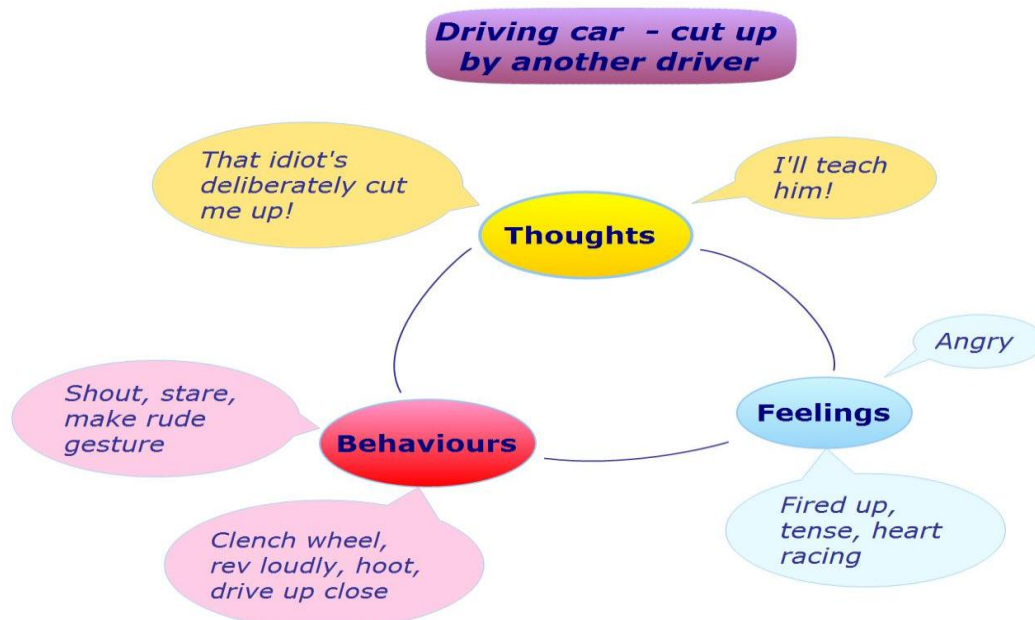 Driving car - cut up
by another driver
That idiot's
deliberately cut
me up!
I'll teach
him!
Thoughts
Angry
Shout, stare,
make rude
gesture
Feelings
Behaviours
Fired up,
tense, heart
racing
Clench wheel,
rev loudly, hoot,
drive up close